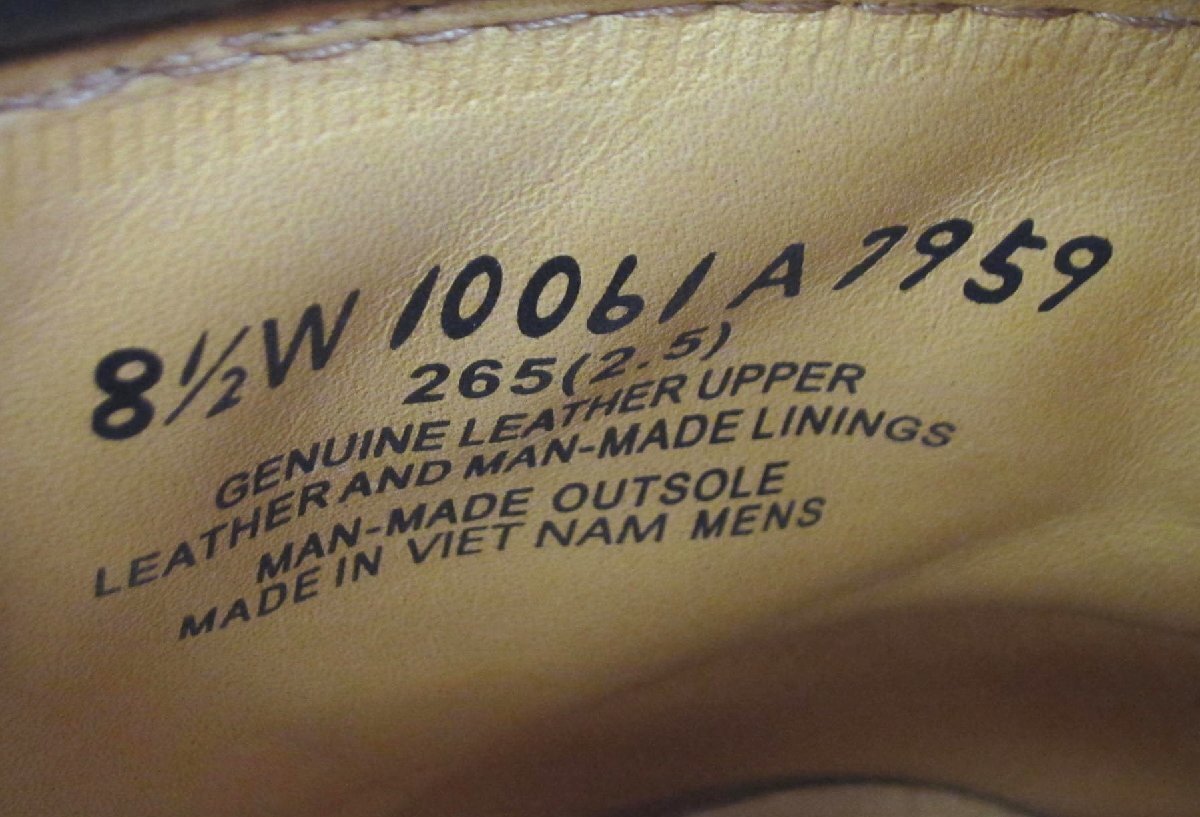 8½W 10061A 7959
265(2.5)
GENUINE LEATHER UPPER
LEATHER AND MAN-MADE LININGS
MAN-MADE OUTSOLE
MADE IN VIET NAM MENS